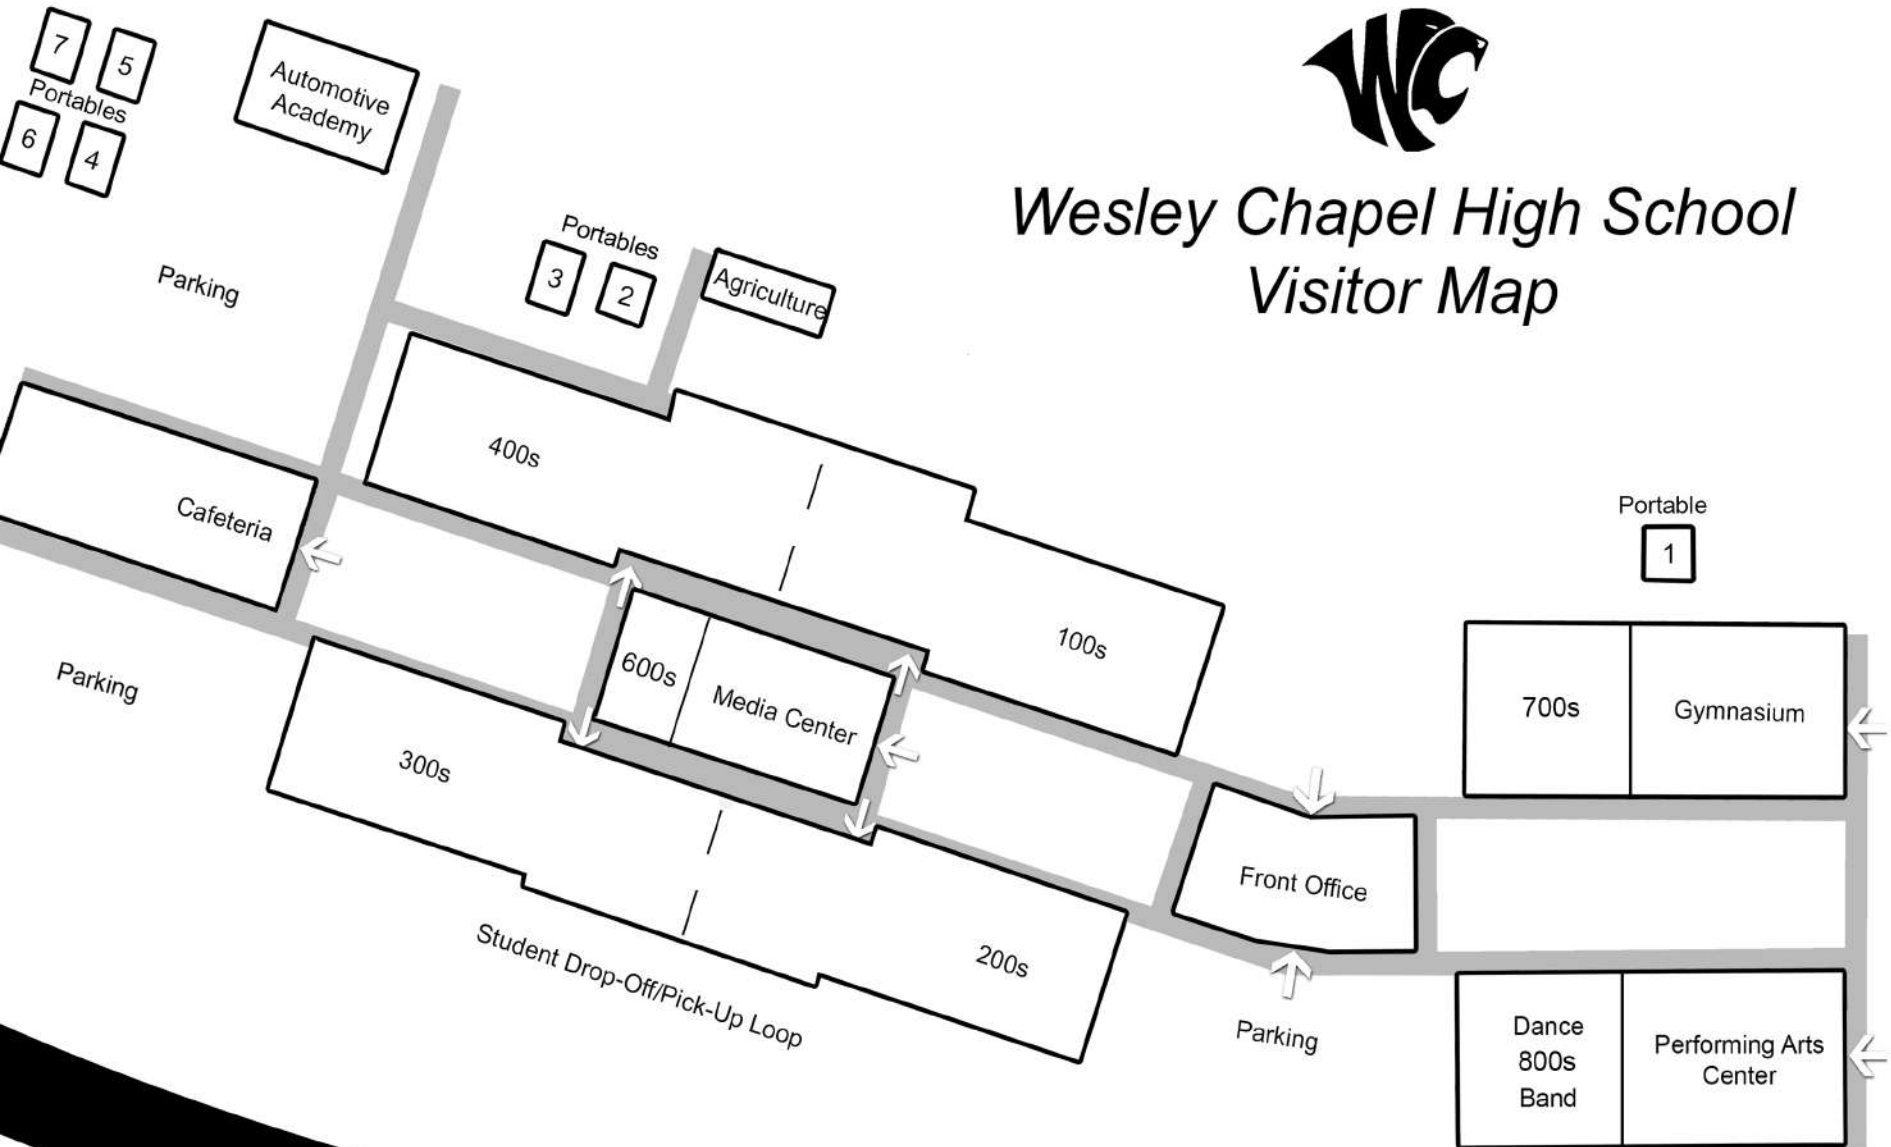 WC
Wesley Chapel High School
Visitor Map
7
5
Portables
6
4
Automotive
Academy
Parking
Portables
3
2
Agriculture
400s
Cafeteria
100s
Portable
1
600s
Media Center
700s
Gymnasium
Parking
300s
Front Office
200s
Student Drop-Off/Pick-Up Loop
Parking
Dance
800s
Band
Performing Arts
Center